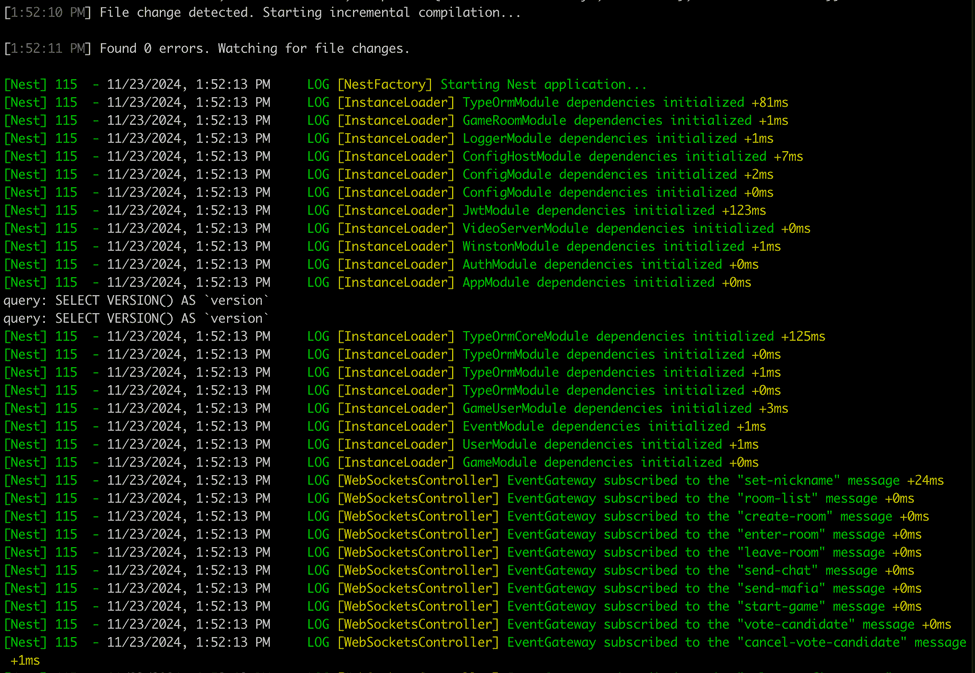 [1:52:10 PM] File change detected. Starting incremental compilation...
[1:52:11 PM] Found 0 errors. Watching for file changes.
[Nest] 115  - 11/23/2024, 1:52:13 PM     LOG [NestFactory] Starting Nest application...
[Nest] 115  - 11/23/2024, 1:52:13 PM     LOG [InstanceLoader] TypeOrmModule dependencies initialized +81ms
[Nest] 115  - 11/23/2024, 1:52:13 PM     LOG [InstanceLoader] GameRoomModule dependencies initialized +1ms
[Nest] 115  - 11/23/2024, 1:52:13 PM     LOG [InstanceLoader] LoggerModule dependencies initialized +1ms
[Nest] 115  - 11/23/2024, 1:52:13 PM     LOG [InstanceLoader] ConfigHostModule dependencies initialized +7ms
[Nest] 115  - 11/23/2024, 1:52:13 PM     LOG [InstanceLoader] ConfigModule dependencies initialized +2ms
[Nest] 115  - 11/23/2024, 1:52:13 PM     LOG [InstanceLoader] ConfigModule dependencies initialized +0ms
[Nest] 115  - 11/23/2024, 1:52:13 PM     LOG [InstanceLoader] JwtModule dependencies initialized +123ms
[Nest] 115  - 11/23/2024, 1:52:13 PM     LOG [InstanceLoader] VideoServerModule dependencies initialized +0ms
[Nest] 115  - 11/23/2024, 1:52:13 PM     LOG [InstanceLoader] WinstonModule dependencies initialized +1ms
[Nest] 115  - 11/23/2024, 1:52:13 PM     LOG [InstanceLoader] AuthModule dependencies initialized +0ms
[Nest] 115  - 11/23/2024, 1:52:13 PM     LOG [InstanceLoader] AppModule dependencies initialized +0ms
query: SELECT VERSION() AS `version`
query: SELECT VERSION() AS `version`
[Nest] 115  - 11/23/2024, 1:52:13 PM     LOG [InstanceLoader] TypeOrmCoreModule dependencies initialized +125ms
[Nest] 115  - 11/23/2024, 1:52:13 PM     LOG [InstanceLoader] TypeOrmModule dependencies initialized +0ms
[Nest] 115  - 11/23/2024, 1:52:13 PM     LOG [InstanceLoader] TypeOrmModule dependencies initialized +1ms
[Nest] 115  - 11/23/2024, 1:52:13 PM     LOG [InstanceLoader] TypeOrmModule dependencies initialized +0ms
[Nest] 115  - 11/23/2024, 1:52:13 PM     LOG [InstanceLoader] GameUserModule dependencies initialized +3ms
[Nest] 115  - 11/23/2024, 1:52:13 PM     LOG [InstanceLoader] EventModule dependencies initialized +1ms
[Nest] 115  - 11/23/2024, 1:52:13 PM     LOG [InstanceLoader] UserModule dependencies initialized +1ms
[Nest] 115  - 11/23/2024, 1:52:13 PM     LOG [InstanceLoader] GameModule dependencies initialized +0ms
[Nest] 115  - 11/23/2024, 1:52:13 PM     LOG [WebSocketsController] EventGateway subscribed to the "set-nickname" message +24ms
[Nest] 115  - 11/23/2024, 1:52:13 PM     LOG [WebSocketsController] EventGateway subscribed to the "room-list" message +0ms
[Nest] 115  - 11/23/2024, 1:52:13 PM     LOG [WebSocketsController] EventGateway subscribed to the "create-room" message +0ms
[Nest] 115  - 11/23/2024, 1:52:13 PM     LOG [WebSocketsController] EventGateway subscribed to the "enter-room" message +0ms
[Nest] 115  - 11/23/2024, 1:52:13 PM     LOG [WebSocketsController] EventGateway subscribed to the "leave-room" message +0ms
[Nest] 115  - 11/23/2024, 1:52:13 PM     LOG [WebSocketsController] EventGateway subscribed to the "send-chat" message +0ms
[Nest] 115  - 11/23/2024, 1:52:13 PM     LOG [WebSocketsController] EventGateway subscribed to the "send-mafia" message +0ms
[Nest] 115  - 11/23/2024, 1:52:13 PM     LOG [WebSocketsController] EventGateway subscribed to the "start-game" message +0ms
[Nest] 115  - 11/23/2024, 1:52:13 PM     LOG [WebSocketsController] EventGateway subscribed to the "vote-candidate" message +0ms
[Nest] 115  - 11/23/2024, 1:52:13 PM     LOG [WebSocketsController] EventGateway subscribed to the "cancel-vote-candidate" message
+1ms